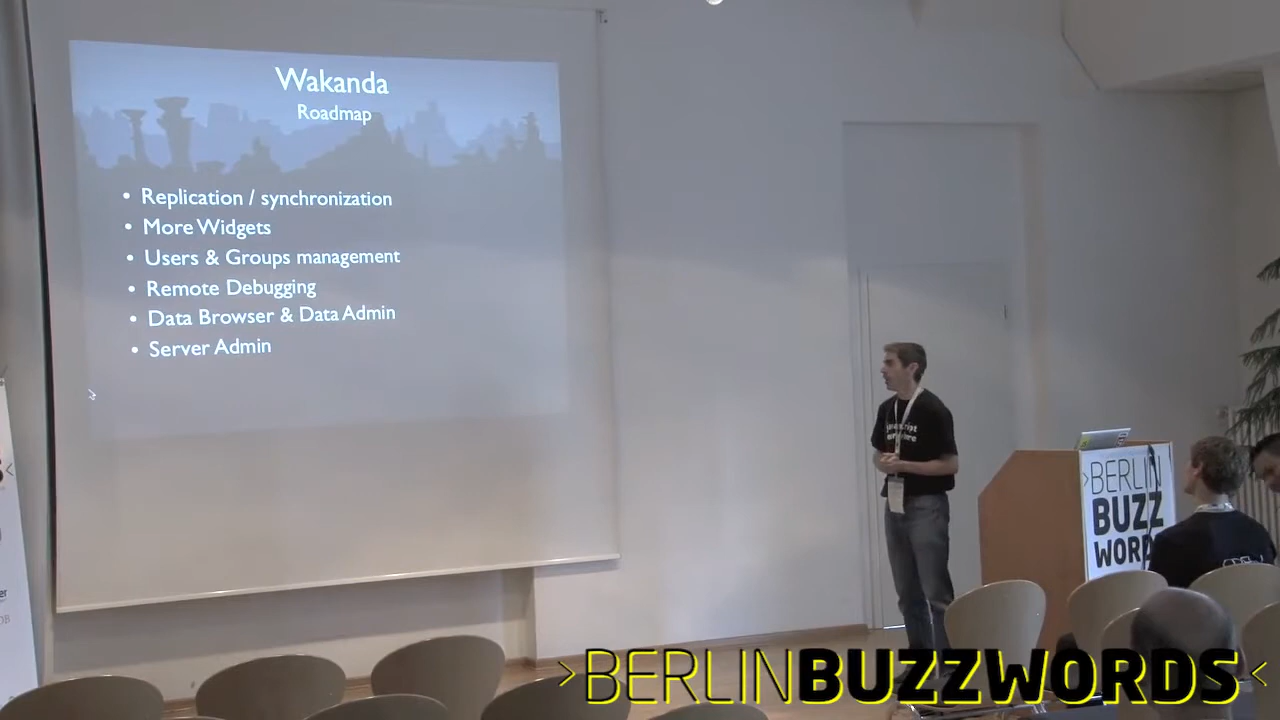 Wakanda
Roadmap
• Replication / synchronization
• More Widgets
• Users & Groups management
• Remote Debugging
• Data Browser & Data Admin
• Server Admin
>BERLIN
BUZZ
WORDS
>BERLINBUZZWORDS<